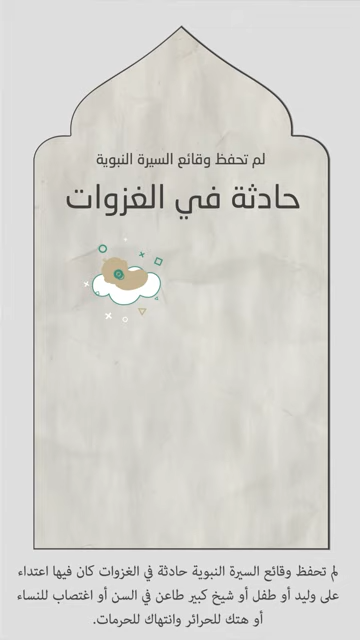 لم تحفظ وقائع السيرة النبوية
حادثة في الغزوات
لم تحفظ وقائع السيرة النبوية حادثة في الغزوات كان فيها اعتداء
على وليد أو طفل أو شيخ كبير طاعن في السن أو اغتصاب للنساء
أو هتك للحرائر وانتهاك للحرمات.